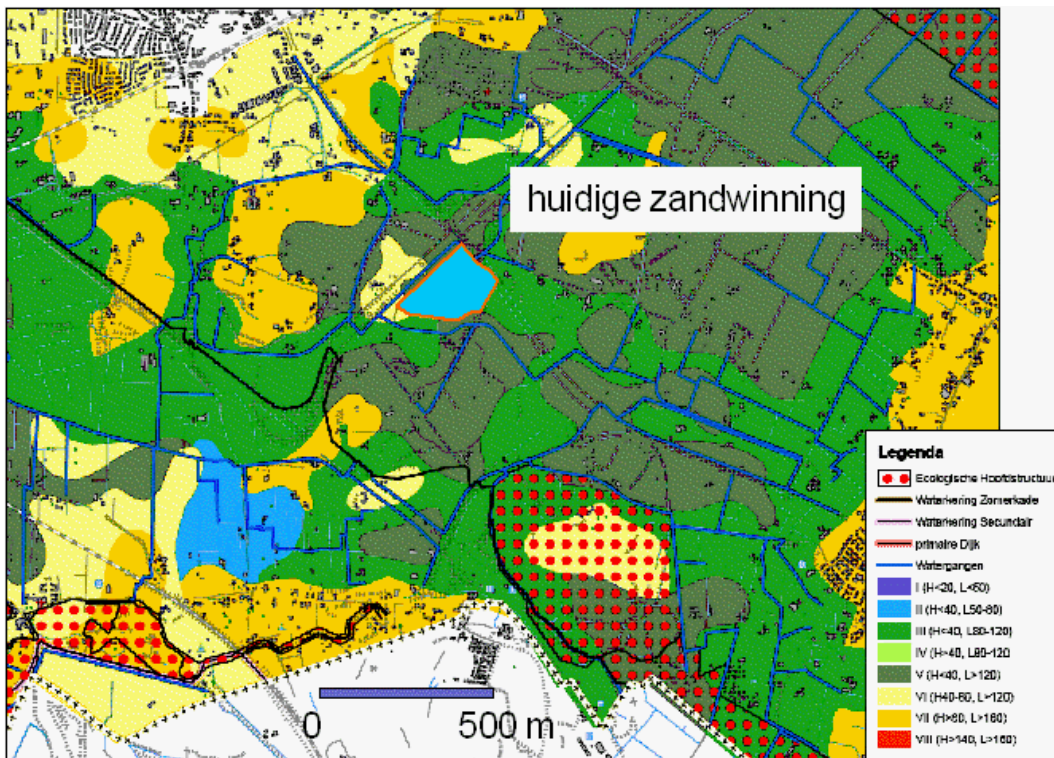 huidige zandwinning
Legenda
Ecologische Hoofdstructuur
Waterkering Zomerkade
Waterkering Secundair
primaire Dijk
Watergangen
I (H<20, L<50)
II (H<40, L50-80)
III (H<40, L80-120)
IV (H>40, L80-120
V (H<40, L>120)
VI (H40-80, L>120)
VII (H>80, L>160)
VIII (H>140, L>160)
0 500 m